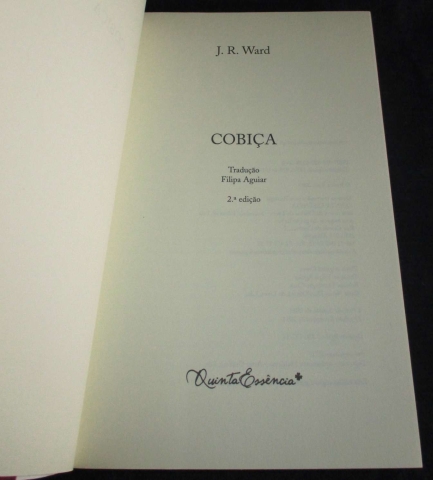 J. R. Ward
COBIÇA
Tradução
Filipa Aguiar
2.ª edição
QuintaEssência